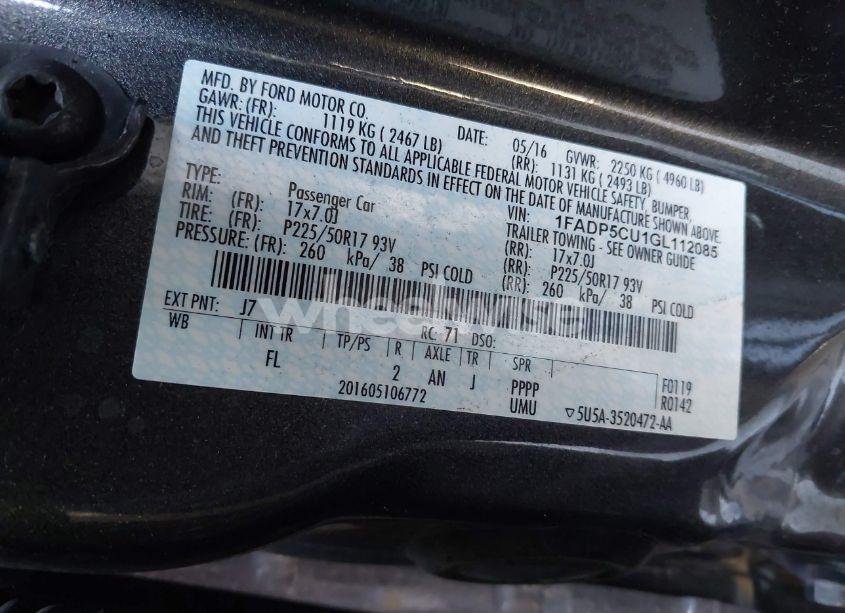 MFD. BY FORD MOTOR CO.
DATE: 05/16 GVWR: 2250 KG ( 4960 LB)
GAWR: (FR): 1119 KG ( 2467 LB) (RR): 1131 KG ( 2493 LB)
THIS VEHICLE CONFORMS TO ALL APPLICABLE FEDERAL MOTOR VEHICLE SAFETY, BUMPER,
AND THEFT PREVENTION STANDARDS IN EFFECT ON THE DATE OF MANUFACTURE SHOWN ABOVE.
VIN: 1FADP5CU1GL112085
TYPE: Passenger Car TRAILER TOWING - SEE OWNER GUIDE
RIM: (FR): 17x7.0J (RR): 17x7.0J
TIRE: (FR): P225/50R17 93V (RR): P225/50R17 93V
PRESSURE: (FR): 260 kPa/ 38 PSI COLD (RR): 260 kPa/ 38 PSI COLD
wheelwise
EXT PNT: J7 RC: 71 DSO:
WB INT TR TP/PS R AXLE TR SPR
FL 2 AN J PPPP F0119
201605106772 UMU R0142
▽5U5A-3520472-AA